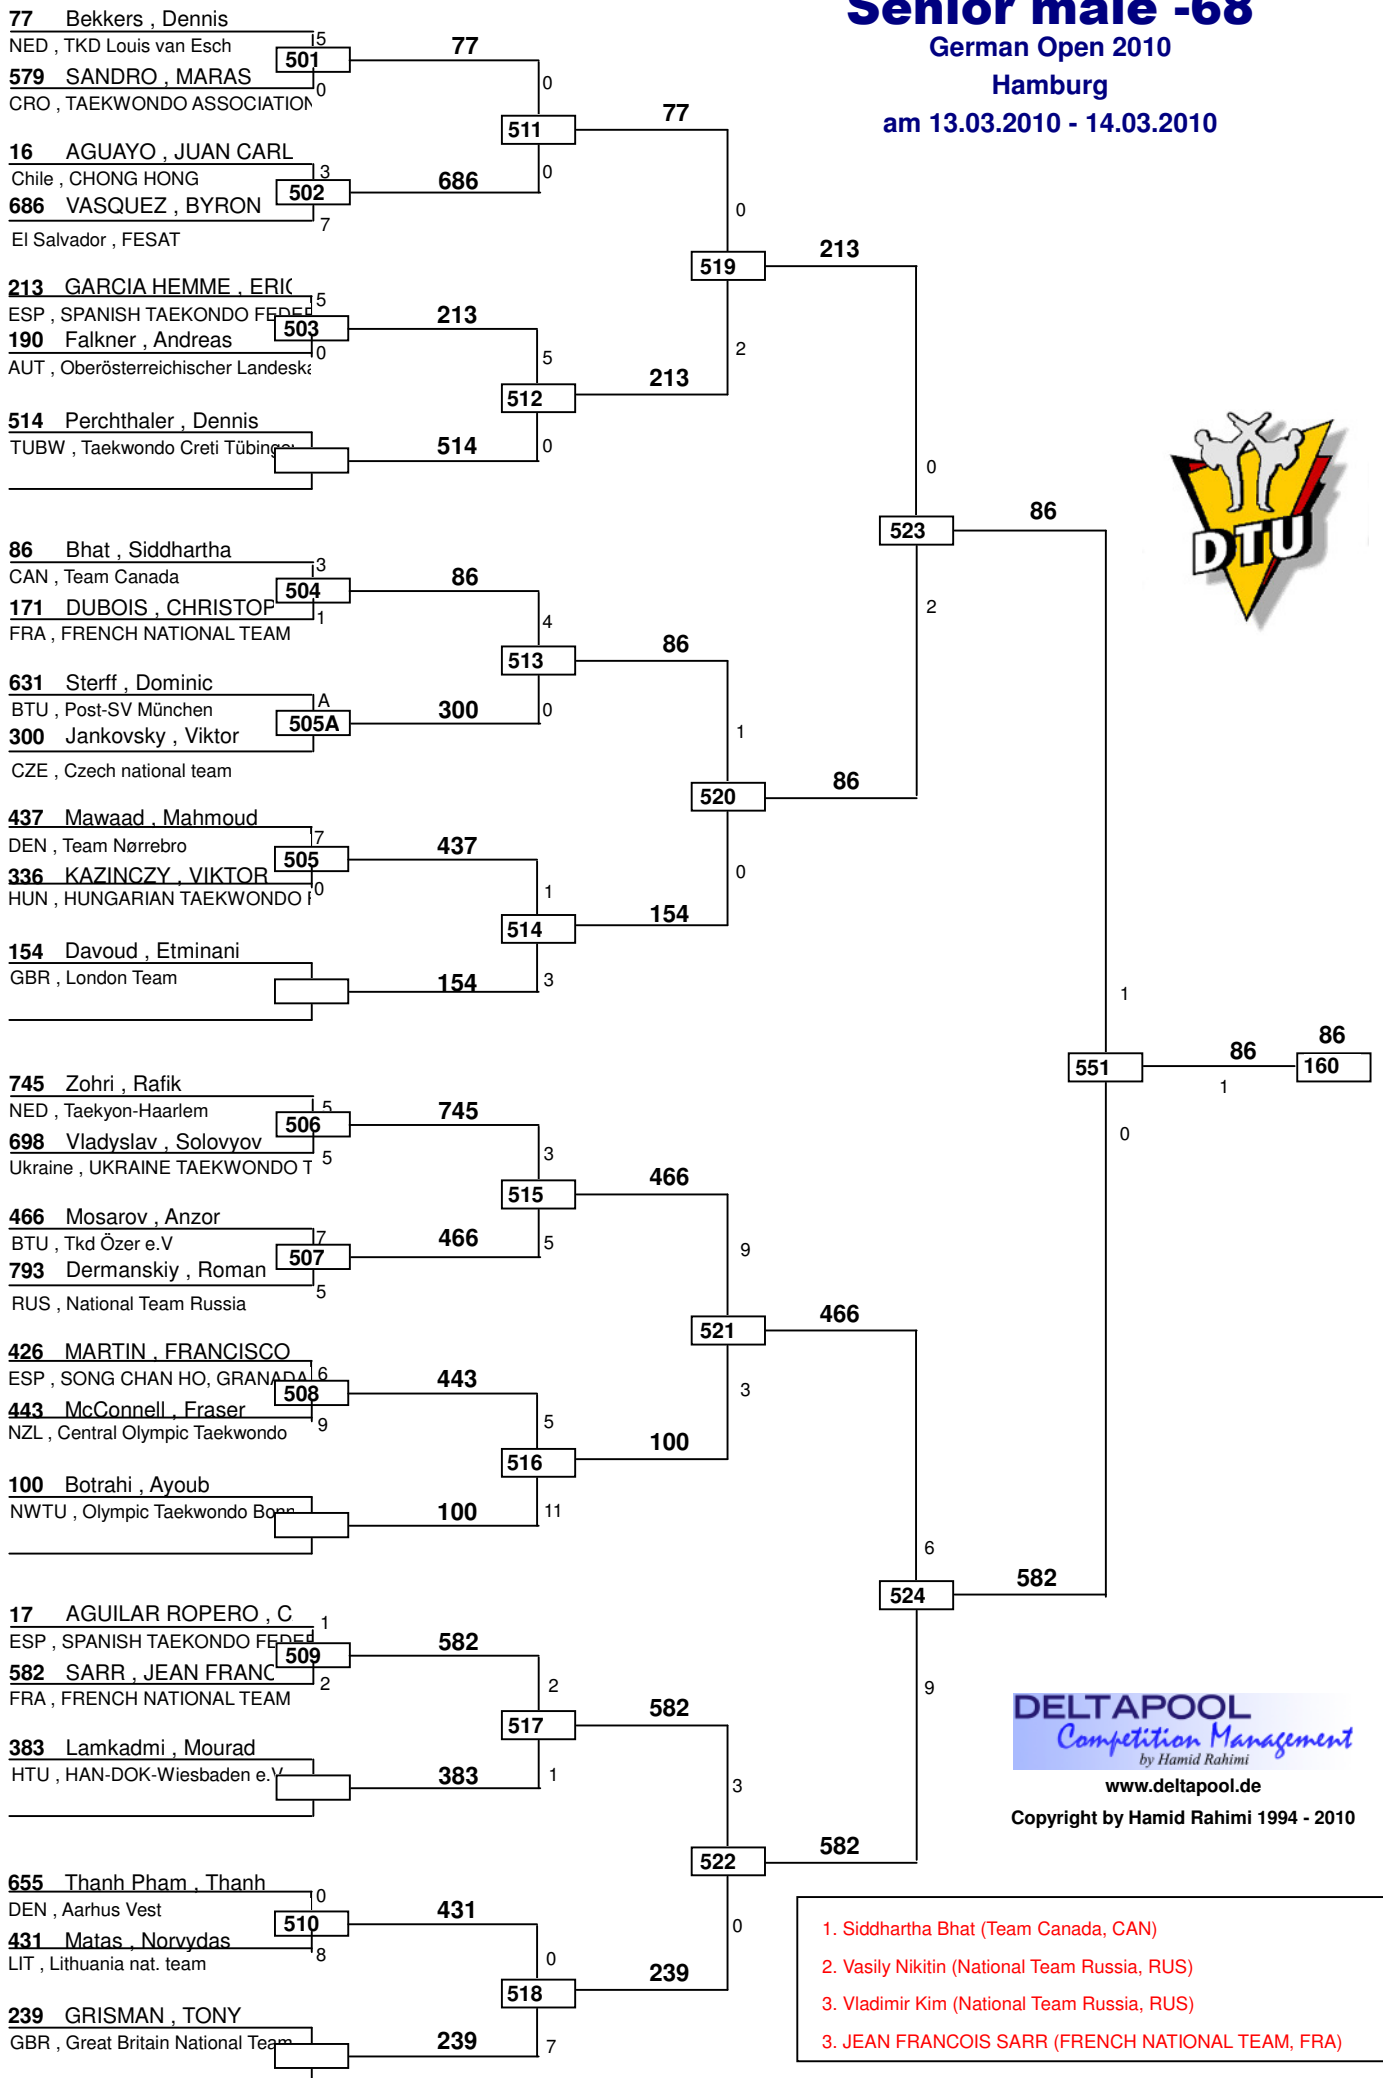 Senior male -68
German Open 2010
Hamburg
am 13.03.2010 - 14.03.2010
77 Bekkers , Dennis
NED , TKD Louis van Esch
5
501
77
579 SANDRO , MARAS
0
CRO , TAEKWONDO ASSOCIATION
0
511
77
16 AGUAYO , JUAN CARL
3
Chile , CHONG HONG
502
686
0
686 VASQUEZ , BYRON
7
El Salvador , FESAT
0
519
213
213 GARCIA HEMME , ERIC
5
ESP , SPANISH TAEKONDO FEDER
503
213
190 Falkner , Andreas
0
AUT , Oberösterreichischer Landeska
5
2
512
213
514 Perchthaler , Dennis
TUBW , Taekwondo Creti Tübingen
514
0
0
523
86
DTU
86 Bhat , Siddhartha
3
CAN , Team Canada
504
86
171 DUBOIS , CHRISTOP
1
FRA , FRENCH NATIONAL TEAM
4
2
513
86
631 Sterff , Dominic
A
BTU , Post-SV München
505A
300
0
300 Jankovsky , Viktor
CZE , Czech national team
1
520
86
437 Mawaad , Mahmoud
7
DEN , Team Nørrebro
505
437
336 KAZINCZY , VIKTOR
0
HUN , HUNGARIAN TAEKWONDO F
1
0
514
154
154 Davoud , Etminani
GBR , London Team
154
3
1
551
86
1
86
160
0
745 Zohri , Rafik
5
NED , Taekyon-Haarlem
506
745
698 Vladyslav , Solovyov
5
Ukraine , UKRAINE TAEKWONDO T
3
515
466
466 Mosarov , Anzor
7
BTU , Tkd Özer e.V
507
466
5
793 Dermanskiy , Roman
5
RUS , National Team Russia
9
521
466
426 MARTIN , FRANCISCO
6
ESP , SONG CHAN HO, GRANADA
508
443
443 McConnell , Fraser
9
NZL , Central Olympic Taekwondo
5
3
516
100
100 Botrahi , Ayoub
NWTU , Olympic Taekwondo Bonn
100
11
6
524
582
17 AGUILAR ROPERO , C
1
ESP , SPANISH TAEKONDO FEDER
509
582
582 SARR , JEAN FRANC
2
FRA , FRENCH NATIONAL TEAM
2
9
517
582
383 Lamkadmi , Mourad
HTU , HAN-DOK-Wiesbaden e.V
383
1
3
522
582
655 Thanh Pham , Thanh
0
DEN , Aarhus Vest
510
431
431 Matas , Norvydas
8
LIT , Lithuania nat. team
0
0
518
239
239 GRISMAN , TONY
GBR , Great Britain National Team
239
7
DELTAPOOL
Competition Management
by Hamid Rahimi
www.deltapool.de
Copyright by Hamid Rahimi 1994 - 2010
1. Siddhartha Bhat (Team Canada, CAN)
2. Vasily Nikitin (National Team Russia, RUS)
3. Vladimir Kim (National Team Russia, RUS)
3. JEAN FRANCOIS SARR (FRENCH NATIONAL TEAM, FRA)